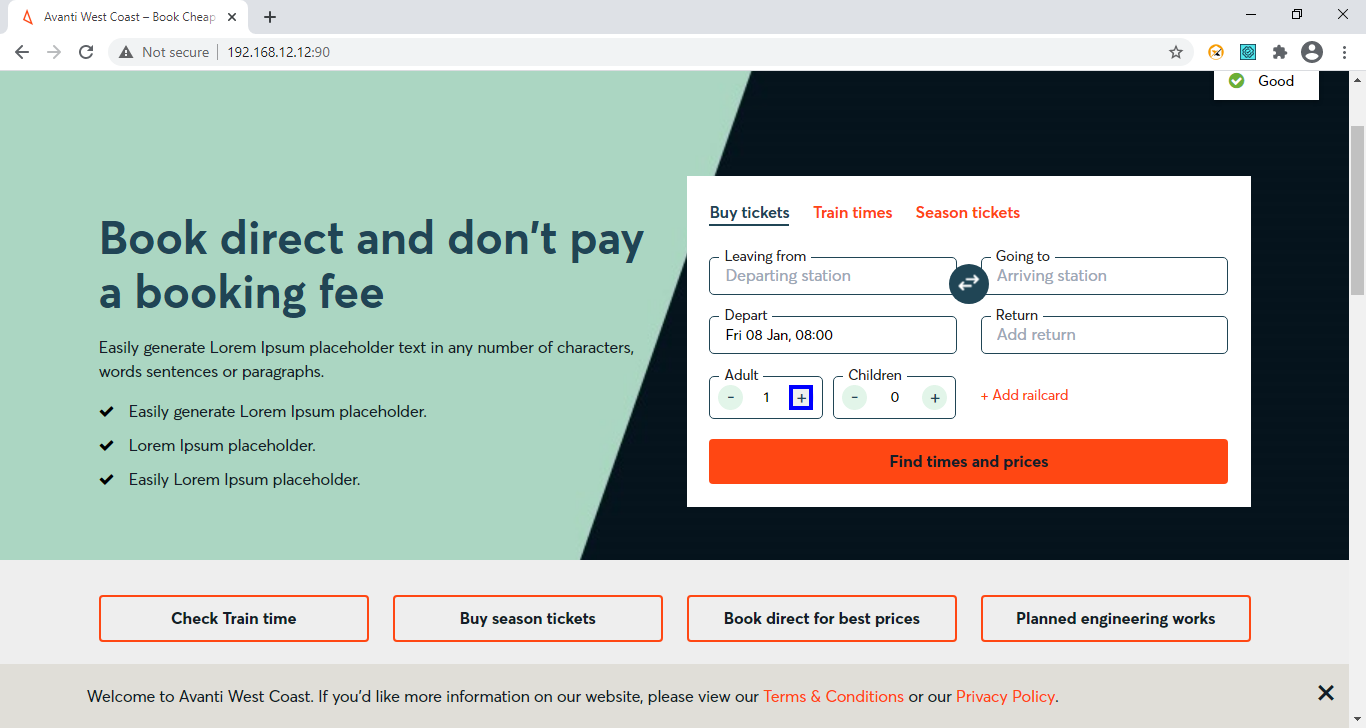 Avanti West Coast – Book Cheap
Not secure
192.168.12.12:90
Good
Book direct and don't pay
a booking fee
Easily generate Lorem Ipsum placeholder text in any number of characters,
words sentences or paragraphs.
Easily generate Lorem Ipsum placeholder.
Lorem Ipsum placeholder.
Easily Lorem Ipsum placeholder.
Buy tickets Train times Season tickets
Leaving from Going to
Departing station Arriving station
Depart Return
Fri 08 Jan, 08:00 Add return
Adult Children
- 1 + - 0 + + Add railcard
Find times and prices
Check Train time Buy season tickets Book direct for best prices Planned engineering works
Welcome to Avanti West Coast. If you'd like more information on our website, please view our Terms & Conditions or our Privacy Policy.